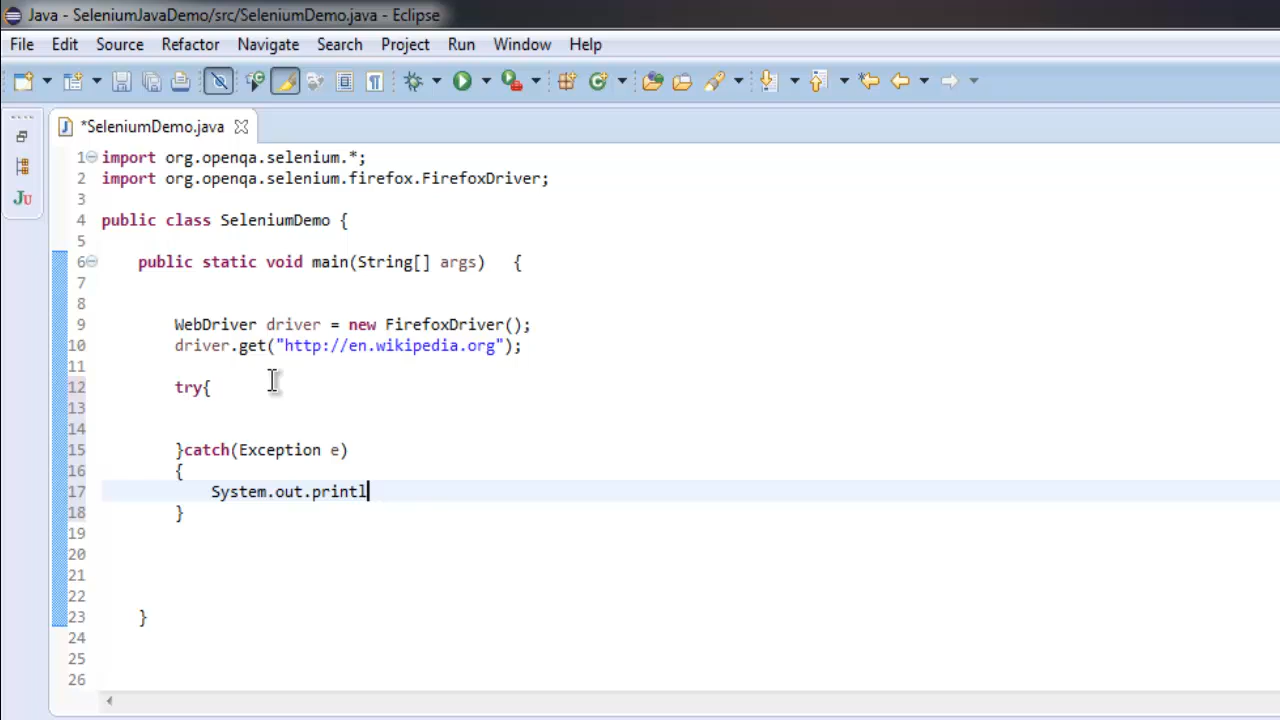 Java - SeleniumJavaDemo/src/SeleniumDemo.java - Eclipse
File Edit Source Refactor Navigate Search Project Run Window Help
*SeleniumDemo.java
1 import org.openqa.selenium.*;
2 import org.openqa.selenium.firefox.FirefoxDriver;
3
4 public class SeleniumDemo {
5
6 public static void main(String[] args) {
7
8
9 WebDriver driver = new FirefoxDriver();
10 driver.get("http://en.wikipedia.org");
11
12 try{
13
14
15 }catch(Exception e)
16 {
17 System.out.printl
18 }
19
20
21
22
23 }
24
25
26